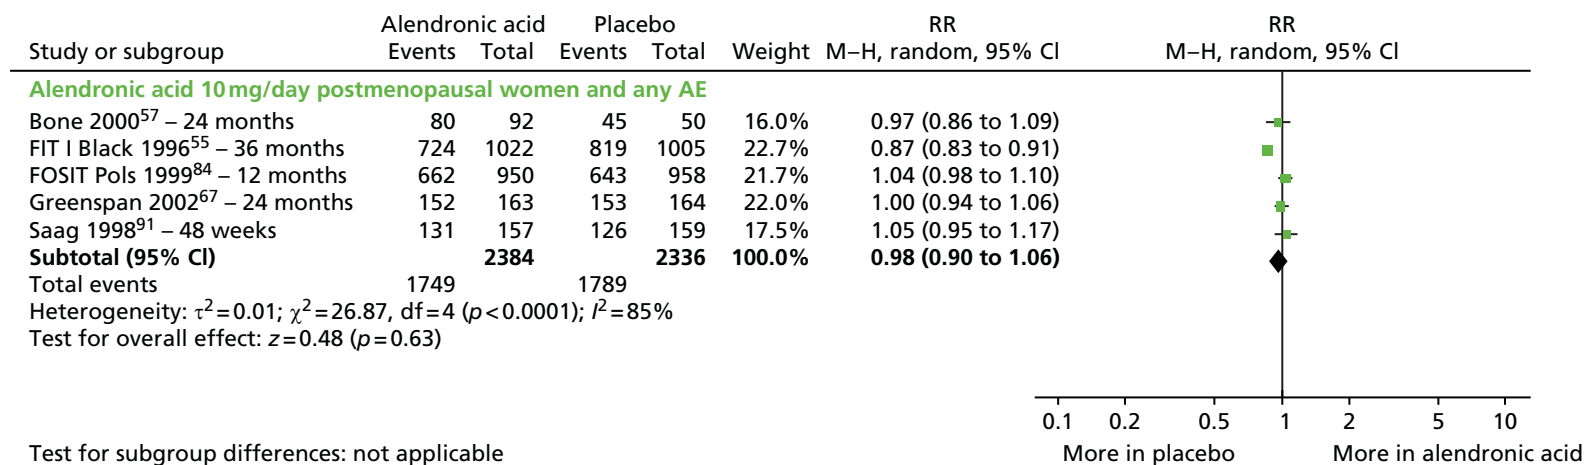 Alendronic acid Placebo RR RR
Study or subgroup Events Total Events Total Weight M–H, random, 95% CI M–H, random, 95% CI
Alendronic acid 10 mg/day postmenopausal women and any AE
Bone 2000⁵⁷ – 24 months 80 92 45 50 16.0% 0.97 (0.86 to 1.09)
FIT I Black 1996⁵⁵ – 36 months 724 1022 819 1005 22.7% 0.87 (0.83 to 0.91)
FOSIT Pols 1999⁸⁴ – 12 months 662 950 643 958 21.7% 1.04 (0.98 to 1.10)
Greenspan 2002⁶⁷ – 24 months 152 163 153 164 22.0% 1.00 (0.94 to 1.06)
Saag 1998⁹¹ – 48 weeks 131 157 126 159 17.5% 1.05 (0.95 to 1.17)
Subtotal (95% CI) 2384 2336 100.0% 0.98 (0.90 to 1.06)
Total events 1749 1789
Heterogeneity: τ²=0.01; χ²=26.87, df=4 (p<0.0001); I²=85%
Test for overall effect: z=0.48 (p=0.63)
0.1 0.2 0.5 1 2 5 10
Test for subgroup differences: not applicable More in placebo More in alendronic acid